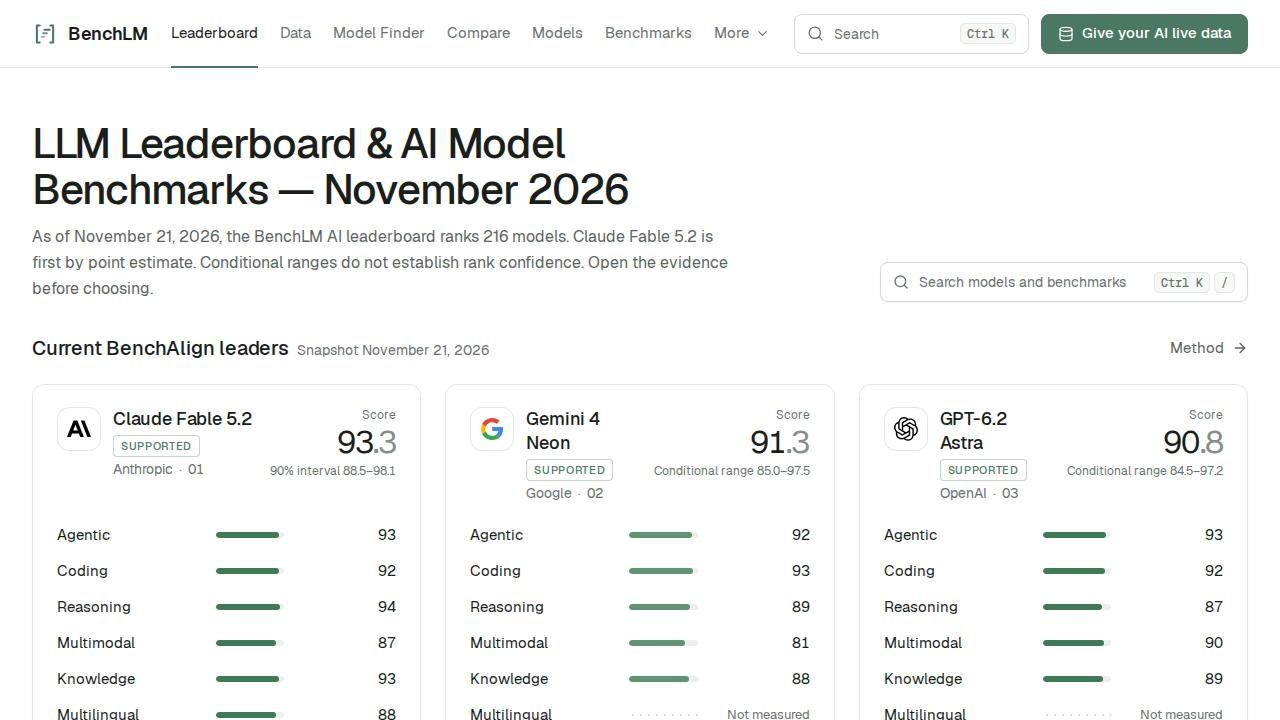 BenchLM
Leaderboard
Data
Model Finder
Compare
Models
Benchmarks
More
Search
Ctrl K
Give your AI live data
LLM Leaderboard & AI Model
Benchmarks — November 2026
As of November 21, 2026, the BenchLM AI leaderboard ranks 216 models. Claude Fable 5.2 is
first by point estimate. Conditional ranges do not establish rank confidence. Open the evidence
before choosing.
Search models and benchmarks
Ctrl K
/
Current BenchAlign leaders
Snapshot November 21, 2026
Method
Claude Fable 5.2
SUPPORTED
Anthropic · 01
Score
93.3
90% interval 88.5–98.1
Agentic 93
Coding 92
Reasoning 94
Multimodal 87
Knowledge 93
Multilingual 88
Gemini 4
Neon
SUPPORTED
Google · 02
Score
91.3
Conditional range 85.0–97.5
Agentic 92
Coding 93
Reasoning 89
Multimodal 81
Knowledge 88
Multilingual Not measured
GPT-6.2
Astra
SUPPORTED
OpenAI · 03
Score
90.8
Conditional range 84.5–97.2
Agentic 93
Coding 92
Reasoning 87
Multimodal 90
Knowledge 89
Multilingual Not measured